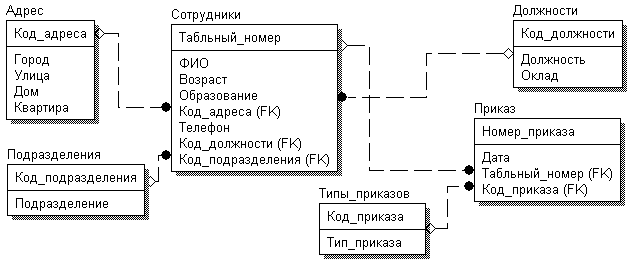 Адрес
Код_адреса
Город
Улица
Дом
Квартира
Сотрудники
Табльный_номер
ФИО
Возраст
Образование
Код_адреса (FK)
Телефон
Код_должности (FK)
Код_подразделения (FK)
Должности
Код_должности
Должность
Оклад
Подразделения
Код_подразделения
Подразделение
Приказ
Номер_приказа
Дата
Табльный_номер (FK)
Код_приказа (FK)
Типы_приказов
Код_приказа
Тип_приказа